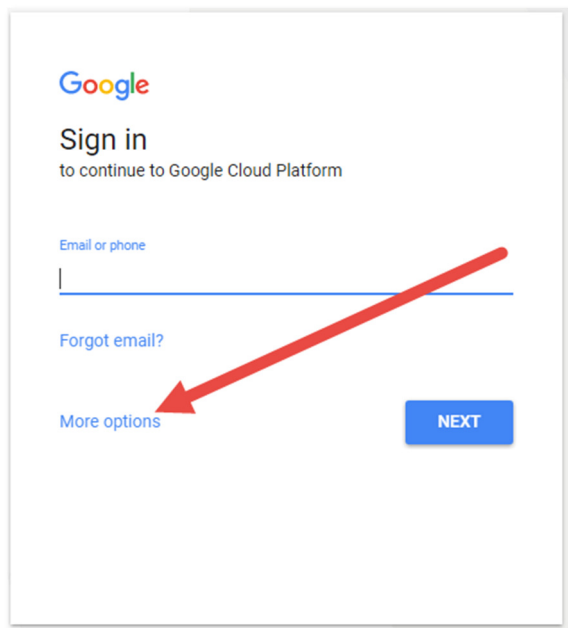 Google
Sign in
to continue to Google Cloud Platform
Email or phone
Forgot email?
More options
NEXT